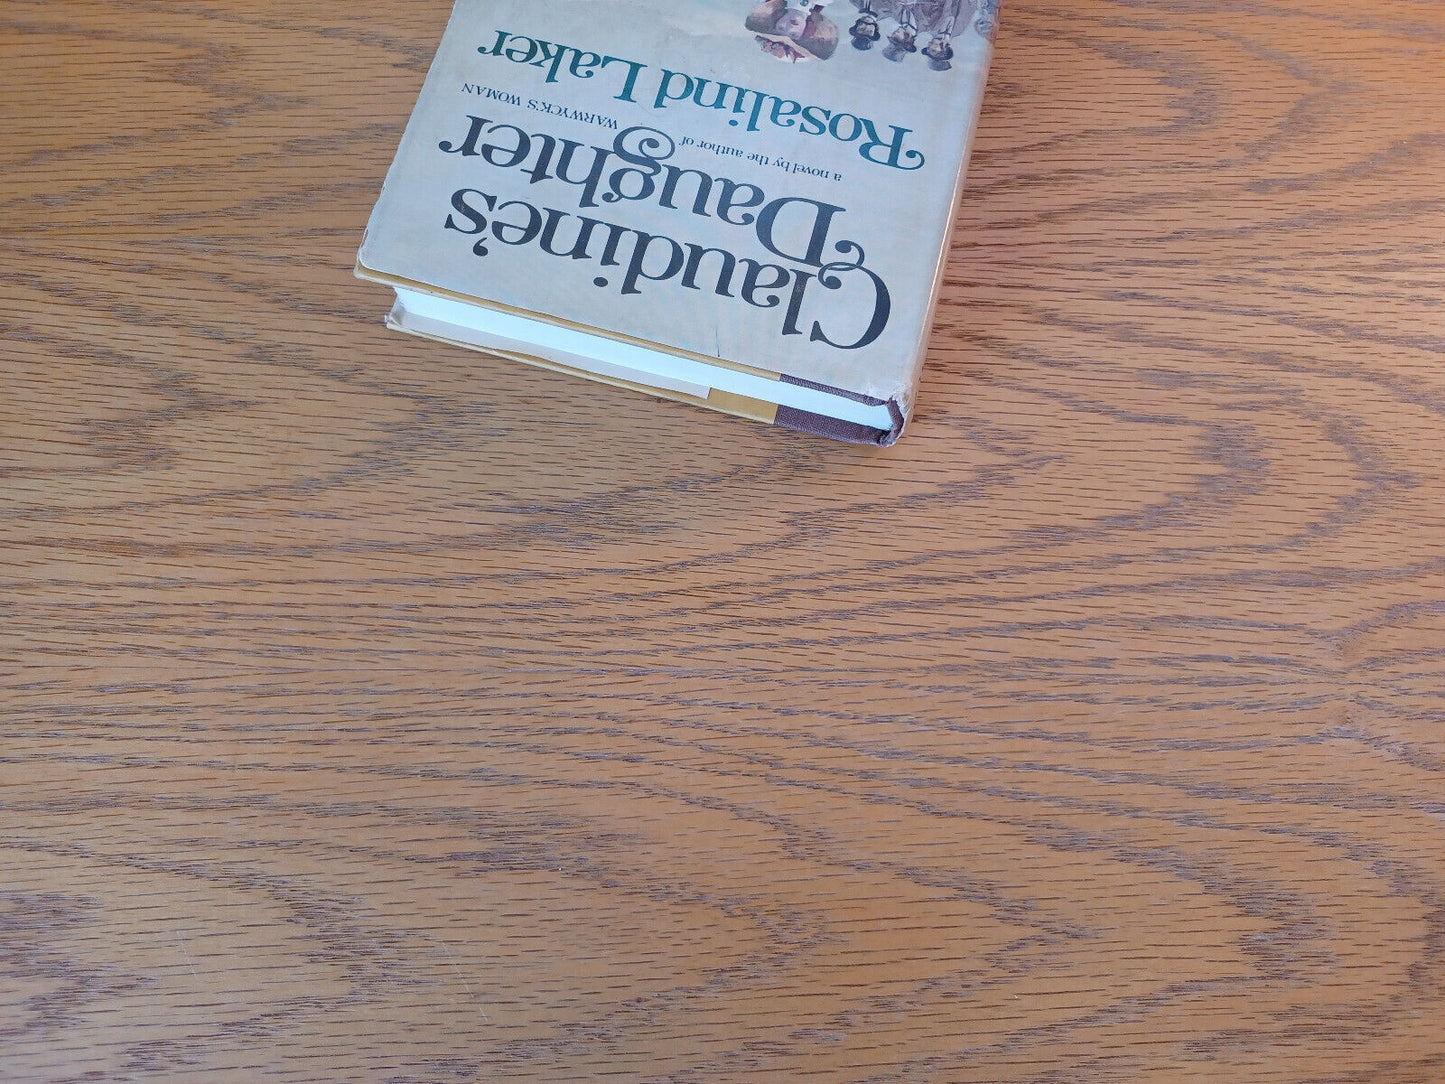 Claudine's
Daughter
a novel by the author of WARWYCK'S WOMAN
Rosalind Laker